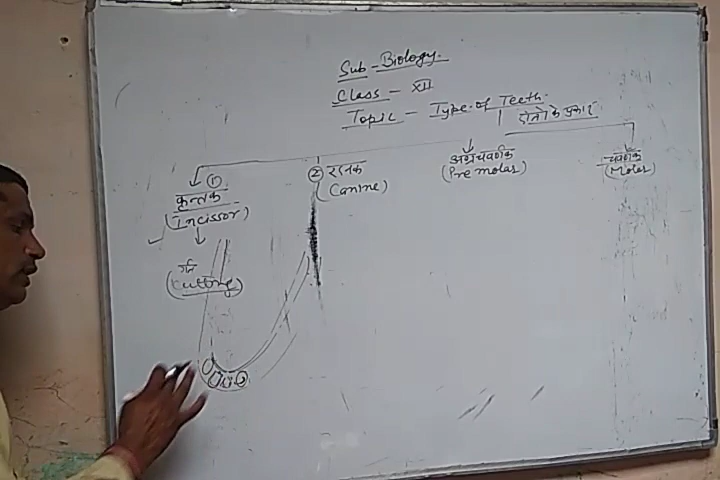 Sub - Biology.
Class - XII
Topic - Type of Teeth.
दांतो के प्रकार
① कृन्तक
(Incissor)
② रदनक
(Canine)
अग्रचवर्णक
(Pre molar)
चवर्णक
(Molar)
(Cutting)